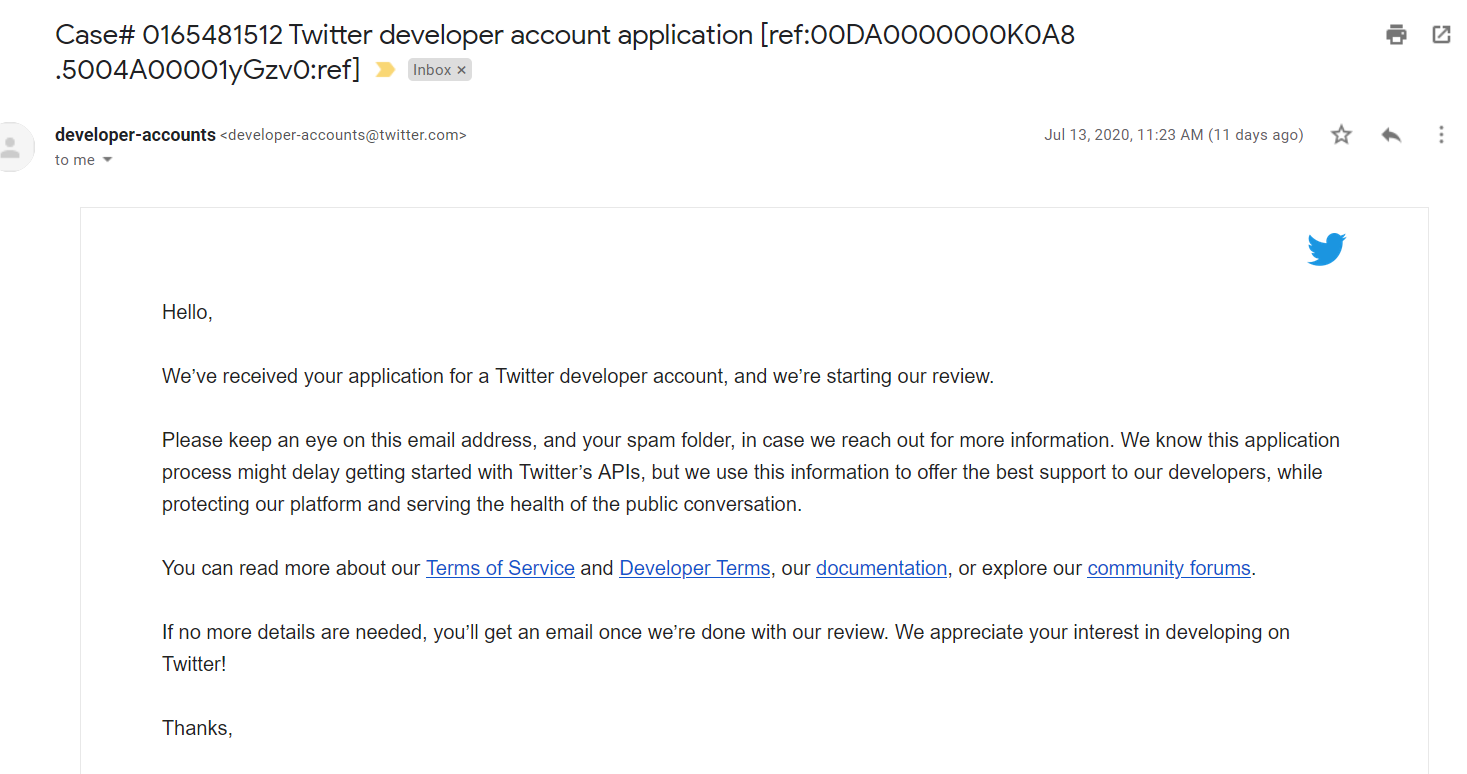 Case# 0165481512 Twitter developer account application [ref:00DA0000000K0A8
.5004A00001yGzv0:ref] Inbox ×
developer-accounts <developer-accounts@twitter.com>
Jul 13, 2020, 11:23 AM (11 days ago)
to me
Hello,
We’ve received your application for a Twitter developer account, and we’re starting our review.
Please keep an eye on this email address, and your spam folder, in case we reach out for more information. We know this application
process might delay getting started with Twitter’s APIs, but we use this information to offer the best support to our developers, while
protecting our platform and serving the health of the public conversation.
You can read more about our Terms of Service and Developer Terms, our documentation, or explore our community forums.
If no more details are needed, you’ll get an email once we’re done with our review. We appreciate your interest in developing on
Twitter!
Thanks,